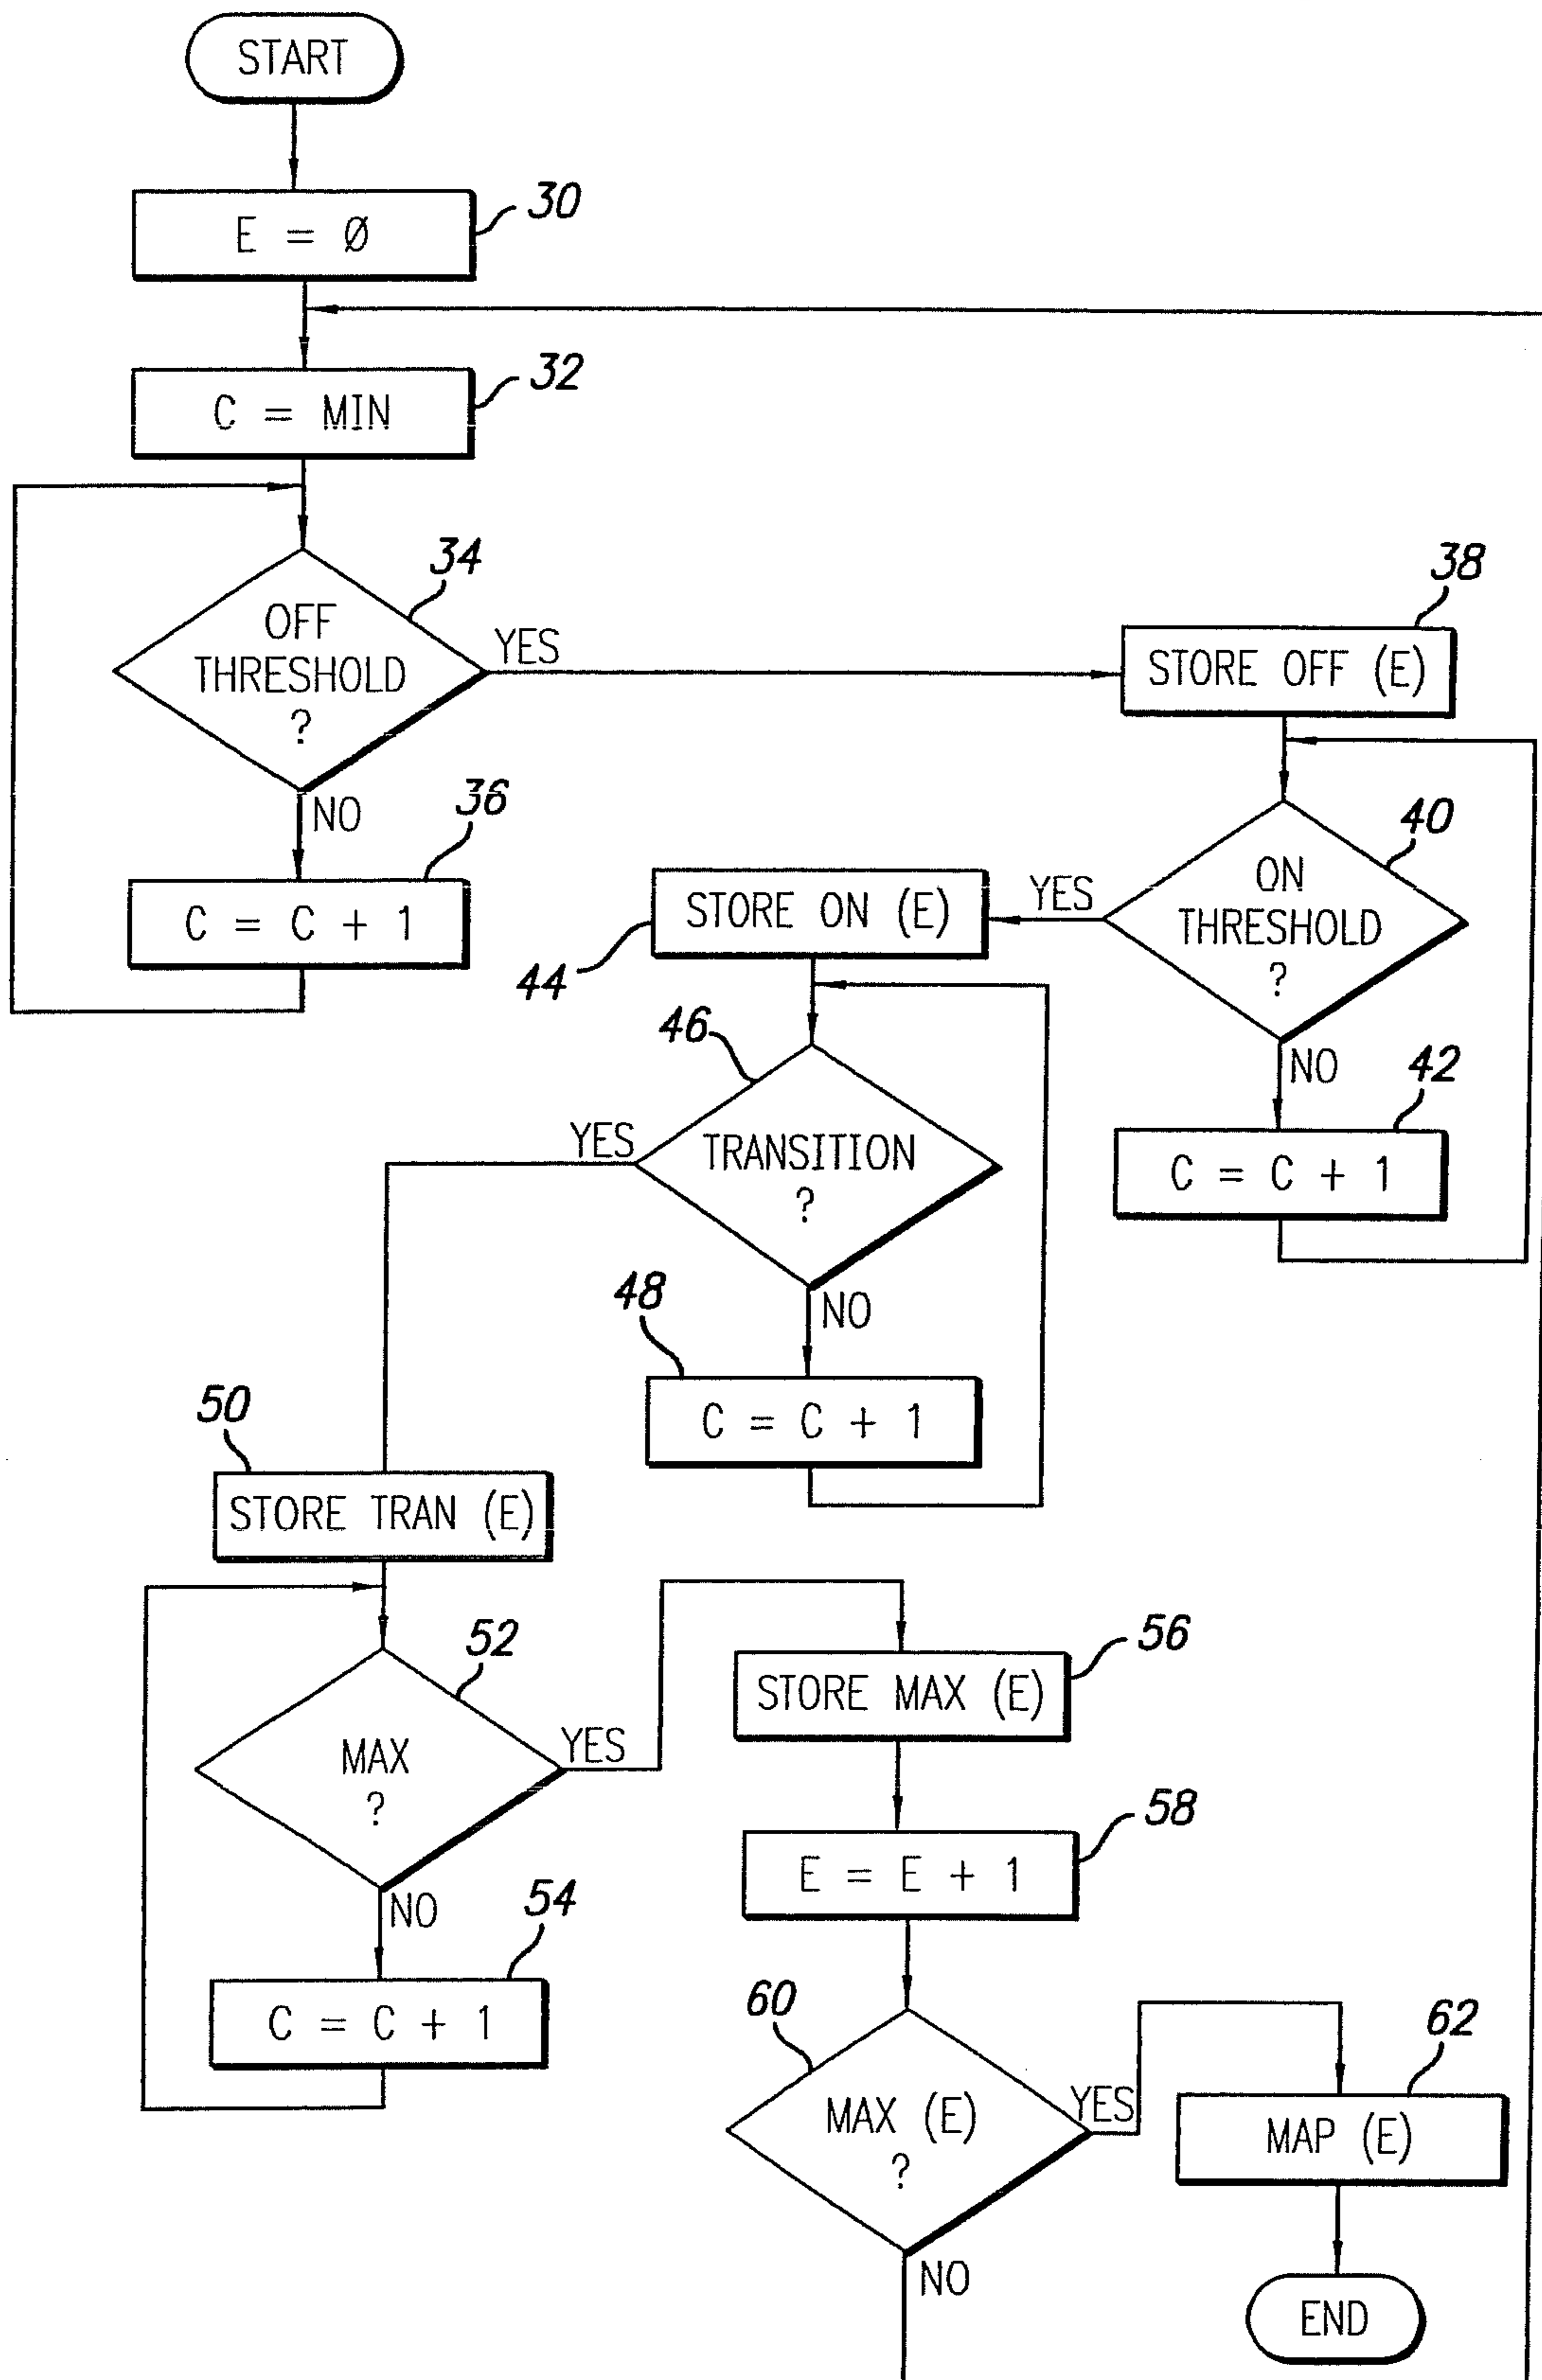 START
E = Ø
30
C = MIN
32
34
OFF
THRESHOLD
?
YES
NO
36
C = C + 1
38
STORE OFF (E)
40
ON
THRESHOLD
?
YES
NO
42
C = C + 1
STORE ON (E)
44
46
TRANSITION
?
YES
NO
48
C = C + 1
50
STORE TRAN (E)
52
MAX
?
YES
NO
54
C = C + 1
56
STORE MAX (E)
58
E = E + 1
60
MAX (E)
?
YES
NO
62
MAP (E)
END